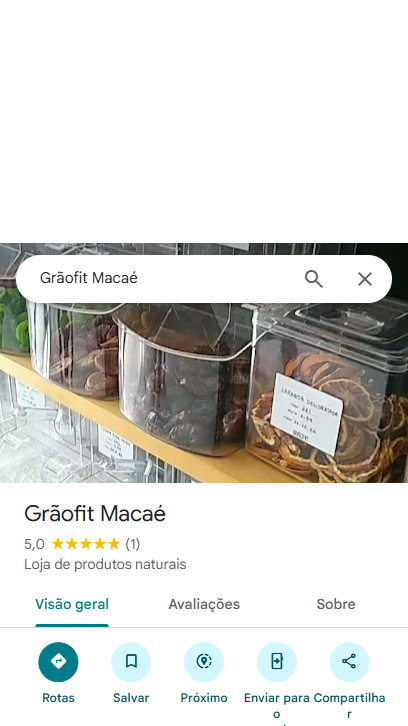 Grãofit Macaé
LARANJA DESIDRATADA
Grãofit Macaé
5,0 (1)
Loja de produtos naturais
Visão geral Avaliações Sobre
Rotas Salvar Próximo Enviar para o Compartilhar